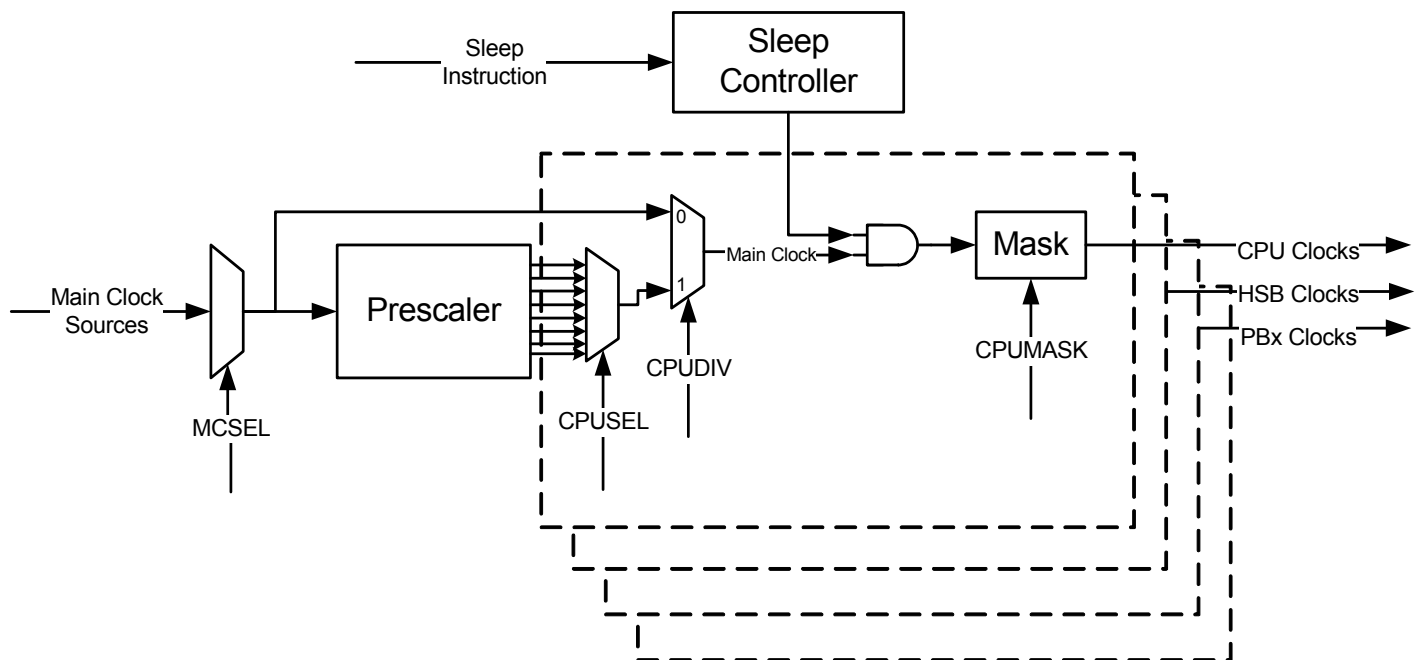 Sleep
Instruction
Sleep
Controller
0
1
Main Clock
Mask
CPU Clocks
HSB Clocks
PBx Clocks
Main Clock
Sources
Prescaler
CPUDIV
CPUMASK
CPUSEL
MCSEL